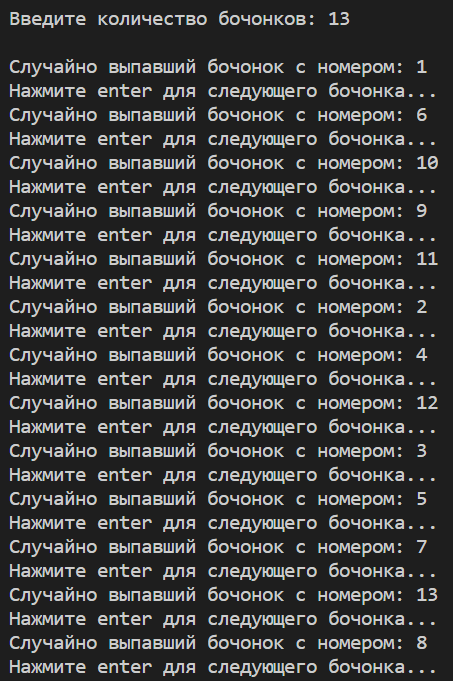 Введите количество бочонков: 13
Случайно выпавший бочонок с номером: 1
Нажмите enter для следующего бочонка...
Случайно выпавший бочонок с номером: 6
Нажмите enter для следующего бочонка...
Случайно выпавший бочонок с номером: 10
Нажмите enter для следующего бочонка...
Случайно выпавший бочонок с номером: 9
Нажмите enter для следующего бочонка...
Случайно выпавший бочонок с номером: 11
Нажмите enter для следующего бочонка...
Случайно выпавший бочонок с номером: 2
Нажмите enter для следующего бочонка...
Случайно выпавший бочонок с номером: 4
Нажмите enter для следующего бочонка...
Случайно выпавший бочонок с номером: 12
Нажмите enter для следующего бочонка...
Случайно выпавший бочонок с номером: 3
Нажмите enter для следующего бочонка...
Случайно выпавший бочонок с номером: 5
Нажмите enter для следующего бочонка...
Случайно выпавший бочонок с номером: 7
Нажмите enter для следующего бочонка...
Случайно выпавший бочонок с номером: 13
Нажмите enter для следующего бочонка...
Случайно выпавший бочонок с номером: 8
Нажмите enter для следующего бочонка...